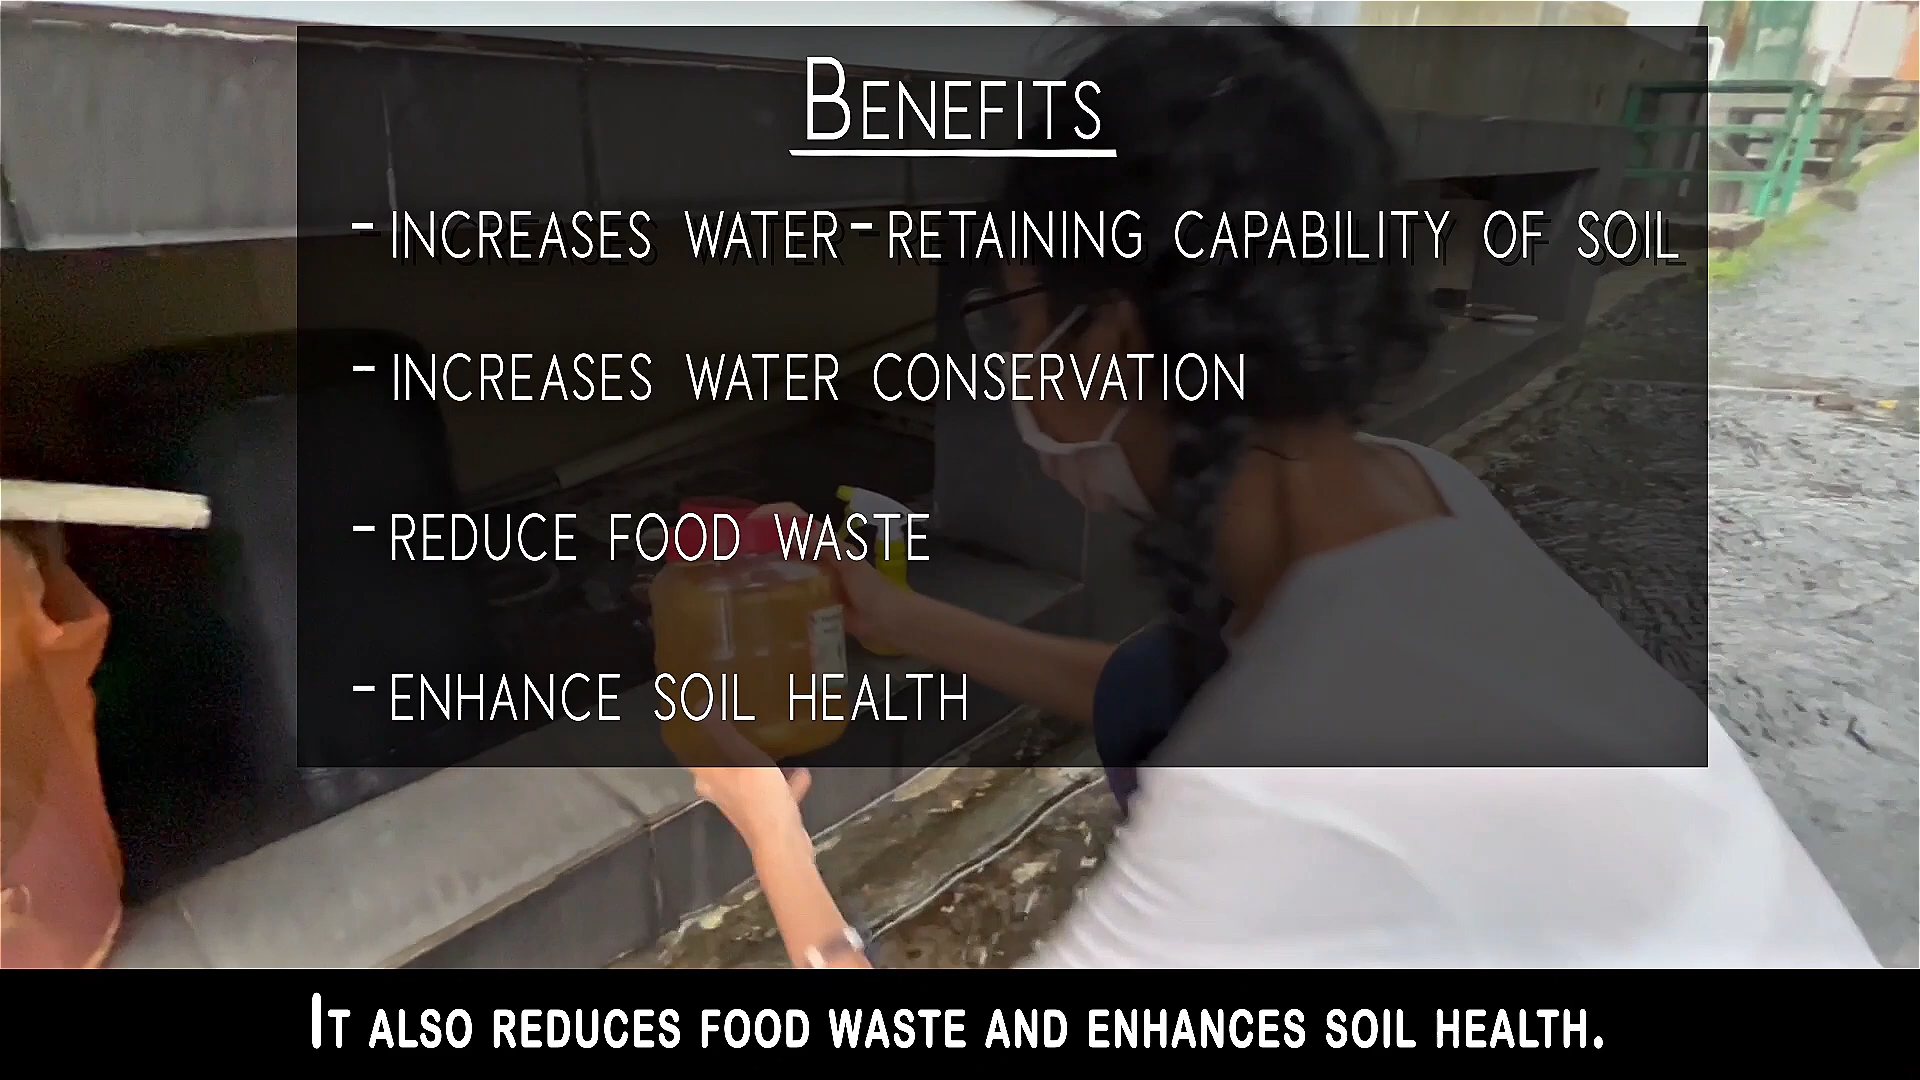 Benefits
- INCREASES WATER-RETAINING CAPABILITY OF SOIL
- INCREASES WATER CONSERVATION
- REDUCE FOOD WASTE
- ENHANCE SOIL HEALTH
It also reduces food waste and enhances soil health.